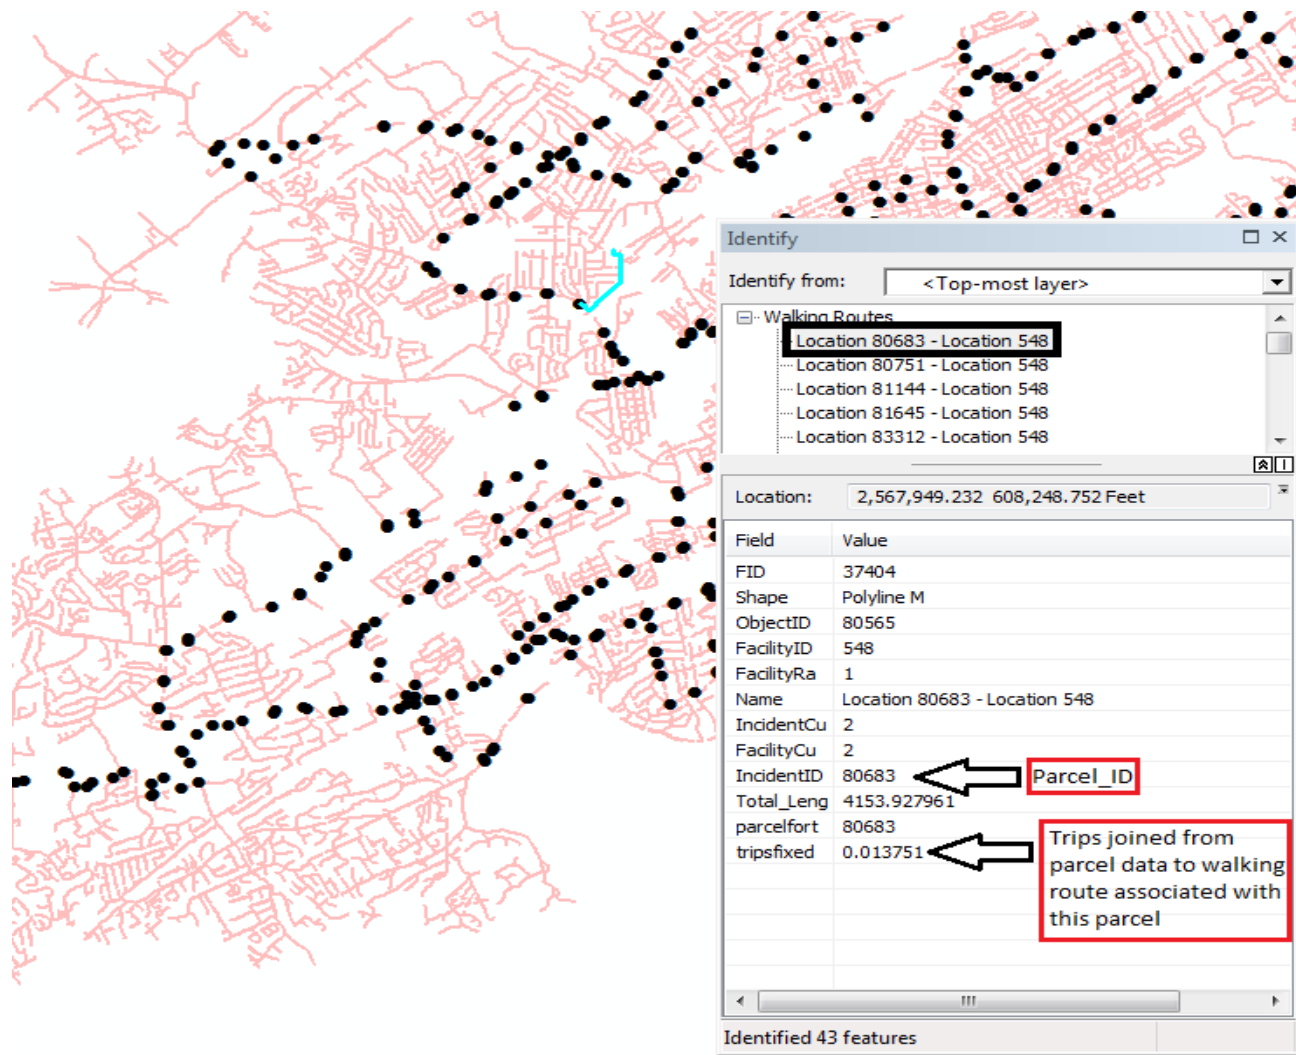 Identify
Identify from: <Top-most layer>
Walking Routes
Location 80683 - Location 548
Location 80751 - Location 548
Location 81144 - Location 548
Location 81645 - Location 548
Location 83312 - Location 548
Location: 2,567,949.232 608,248.752 Feet
Field Value
FID 37404
Shape Polyline M
ObjectID 80565
FacilityID 548
FacilityRa 1
Name Location 80683 - Location 548
IncidentCu 2
FacilityCu 2
IncidentID 80683 Parcel_ID
Total_Leng 4153.927961
parcelfort 80683
tripsfixed 0.013751
Trips joined from
parcel data to walking
route associated with
this parcel
Identified 43 features